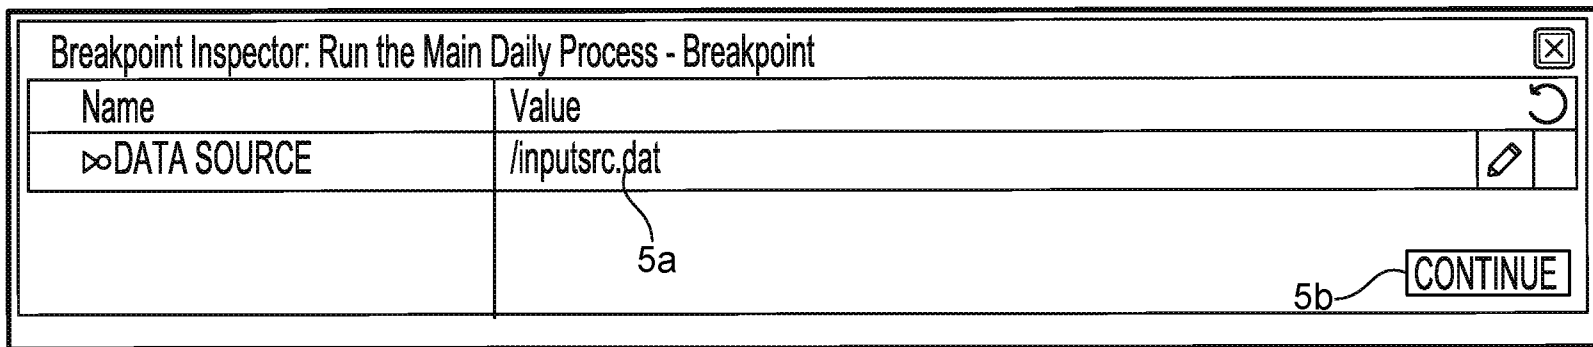 Breakpoint Inspector: Run the Main Daily Process - Breakpoint
Name Value
DATA SOURCE /inputsrc.dat
5a
5b CONTINUE